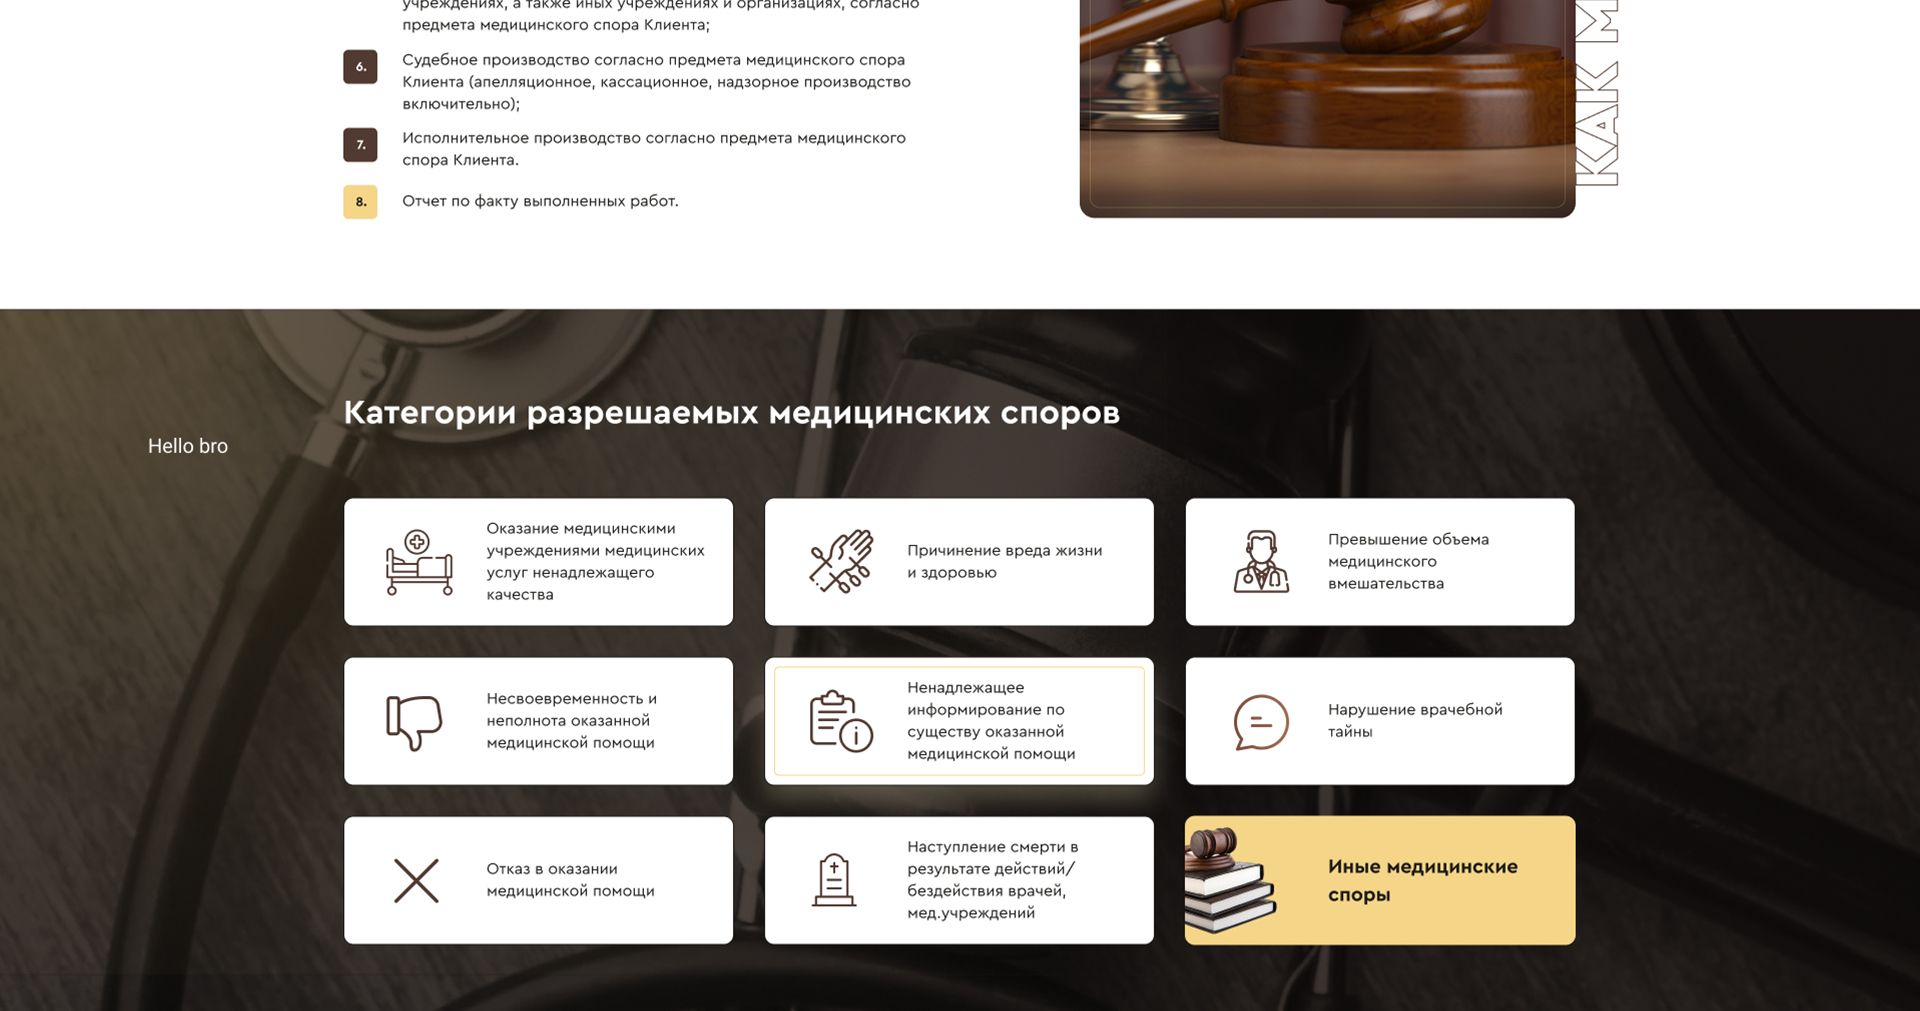 учреждениях, а также иных учреждениях и организациях, согласно
предмета медицинского спора Клиента;
6.
Судебное производство согласно предмета медицинского спора
Клиента (апелляционное, кассационное, надзорное производство
включительно);
7.
Исполнительное производство согласно предмета медицинского
спора Клиента.
8.
Отчет по факту выполненных работ.
КАК
Категории разрешаемых медицинских споров
Hello bro
Оказание медицинскими
учреждениями медицинских
услуг ненадлежащего
качества
Причинение вреда жизни
и здоровью
Превышение объема
медицинского
вмешательства
Несвоевременность и
неполнота оказанной
медицинской помощи
Ненадлежащее
информирование по
существу оказанной
медицинской помощи
Нарушение врачебной
тайны
Отказ в оказании
медицинской помощи
Наступление смерти в
результате действий/
бездействия врачей,
мед.учреждений
Иные медицинские
споры